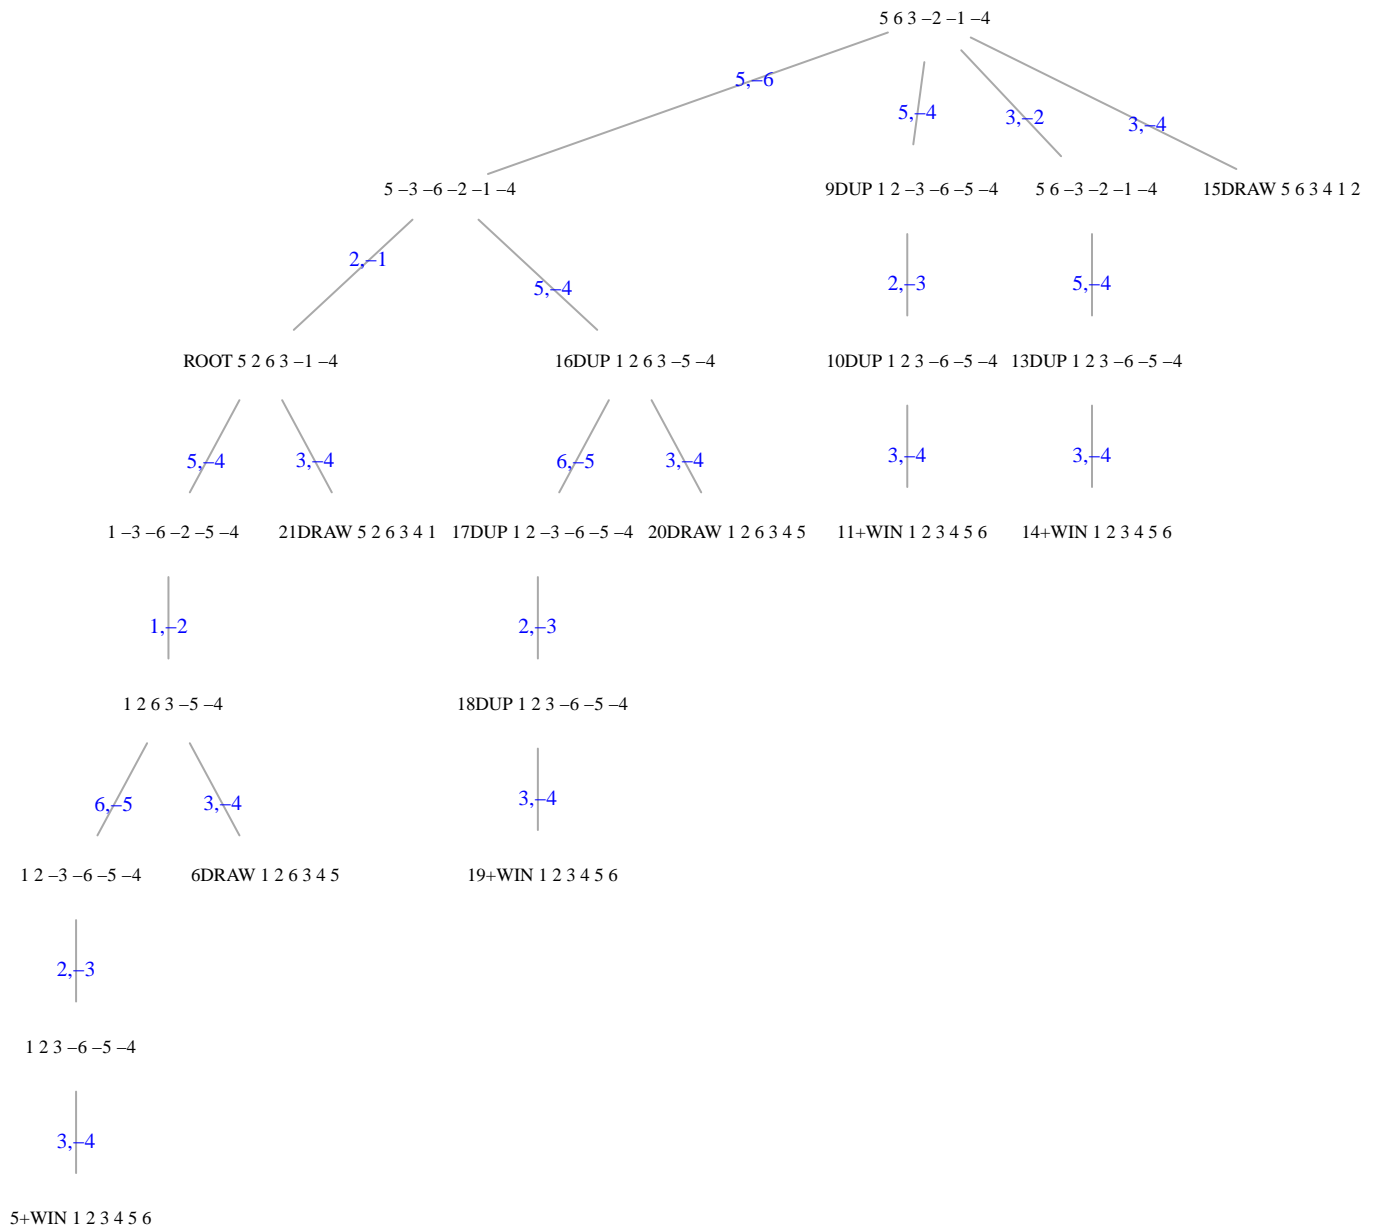 5 6 3 –2 –1 –4
5,–6
5,–4
3,–2
3,–4
5 –3 –6 –2 –1 –4
9DUP 1 2 –3 –6 –5 –4
5 6 –3 –2 –1 –4
15DRAW 5 6 3 4 1 2
2,–1
5,–4
2,–3
5,–4
ROOT 5 2 6 3 –1 –4
16DUP 1 2 6 3 –5 –4
10DUP 1 2 3 –6 –5 –4
13DUP 1 2 3 –6 –5 –4
5,–4
3,–4
6,–5
3,–4
3,–4
3,–4
1 –3 –6 –2 –5 –4
21DRAW 5 2 6 3 4 1
17DUP 1 2 –3 –6 –5 –4
20DRAW 1 2 6 3 4 5
11+WIN 1 2 3 4 5 6
14+WIN 1 2 3 4 5 6
1,–2
2,–3
1 2 6 3 –5 –4
18DUP 1 2 3 –6 –5 –4
6,–5
3,–4
3,–4
1 2 –3 –6 –5 –4
6DRAW 1 2 6 3 4 5
19+WIN 1 2 3 4 5 6
2,–3
1 2 3 –6 –5 –4
3,–4
5+WIN 1 2 3 4 5 6